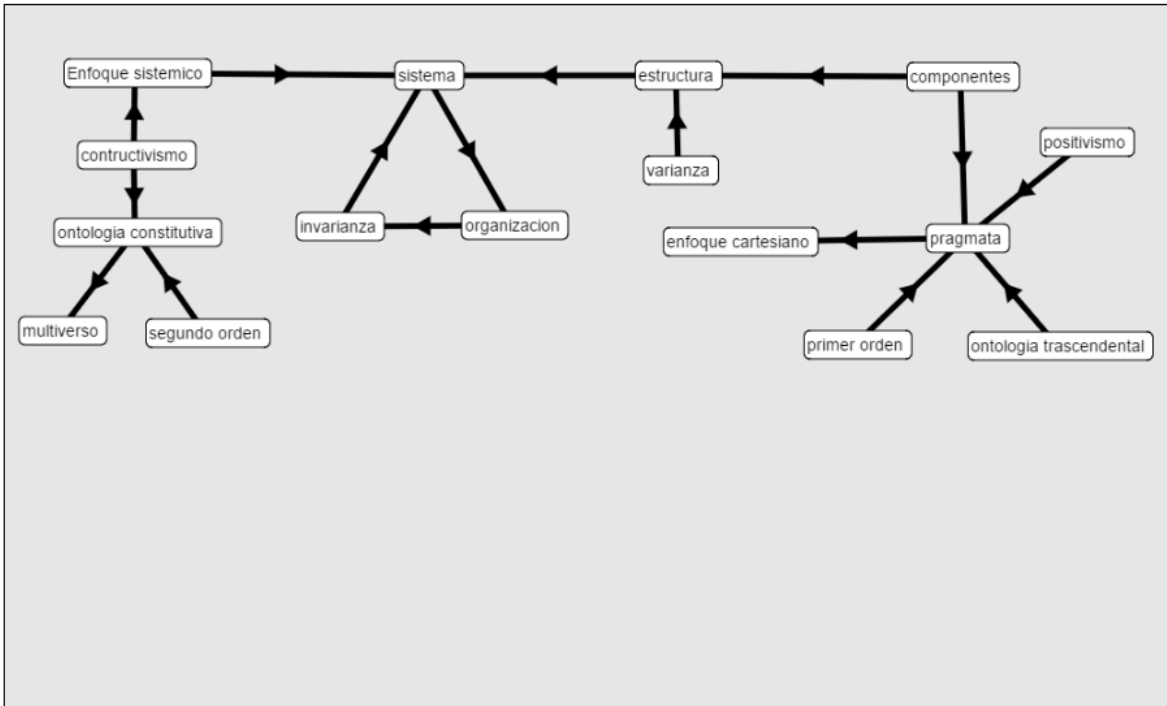 Enfoque sistemico
sistema
estructura
componentes
positivismo
contructivismo
varianza
ontologia constitutiva
invarianza
organizacion
enfoque cartesiano
pragmata
multiverso
segundo orden
primer orden
ontologia trascendental